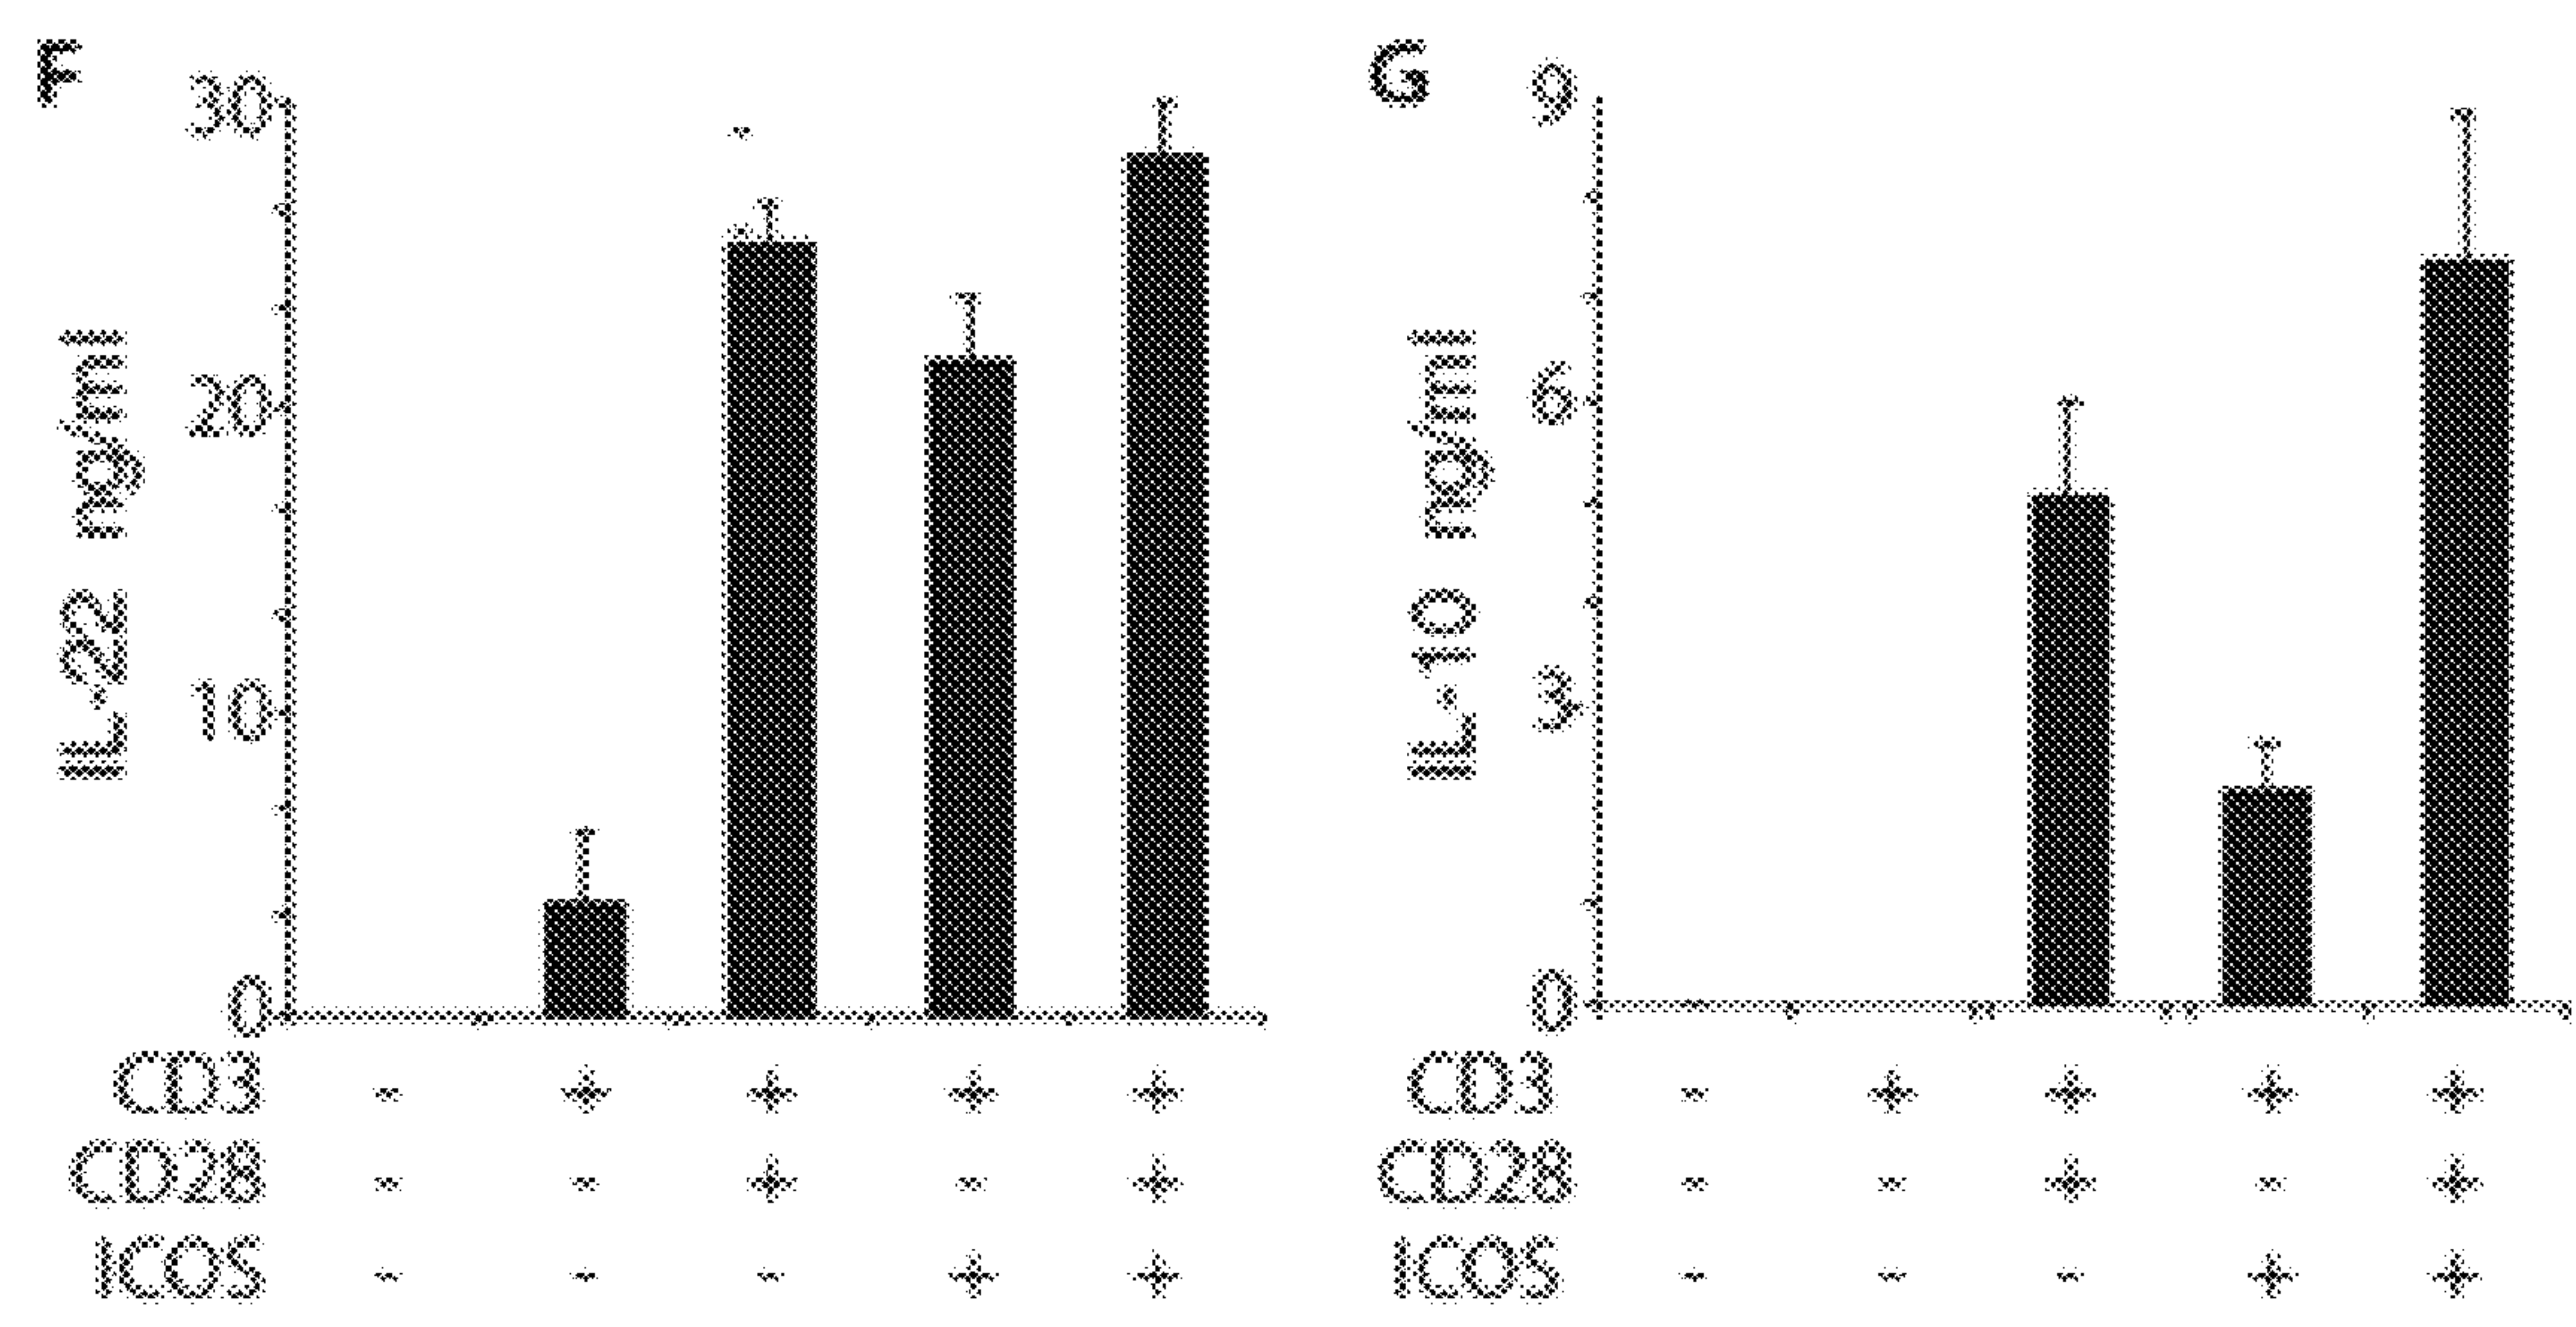 F
30
20
10
0
IL-22 ng/ml
CD3 - + + + +
CD28 - - + - +
ICOS - - - + +
G
9
6
3
0
IL-10 ng/ml
CD3 - + + + +
CD28 - - + - +
ICOS - - - + +